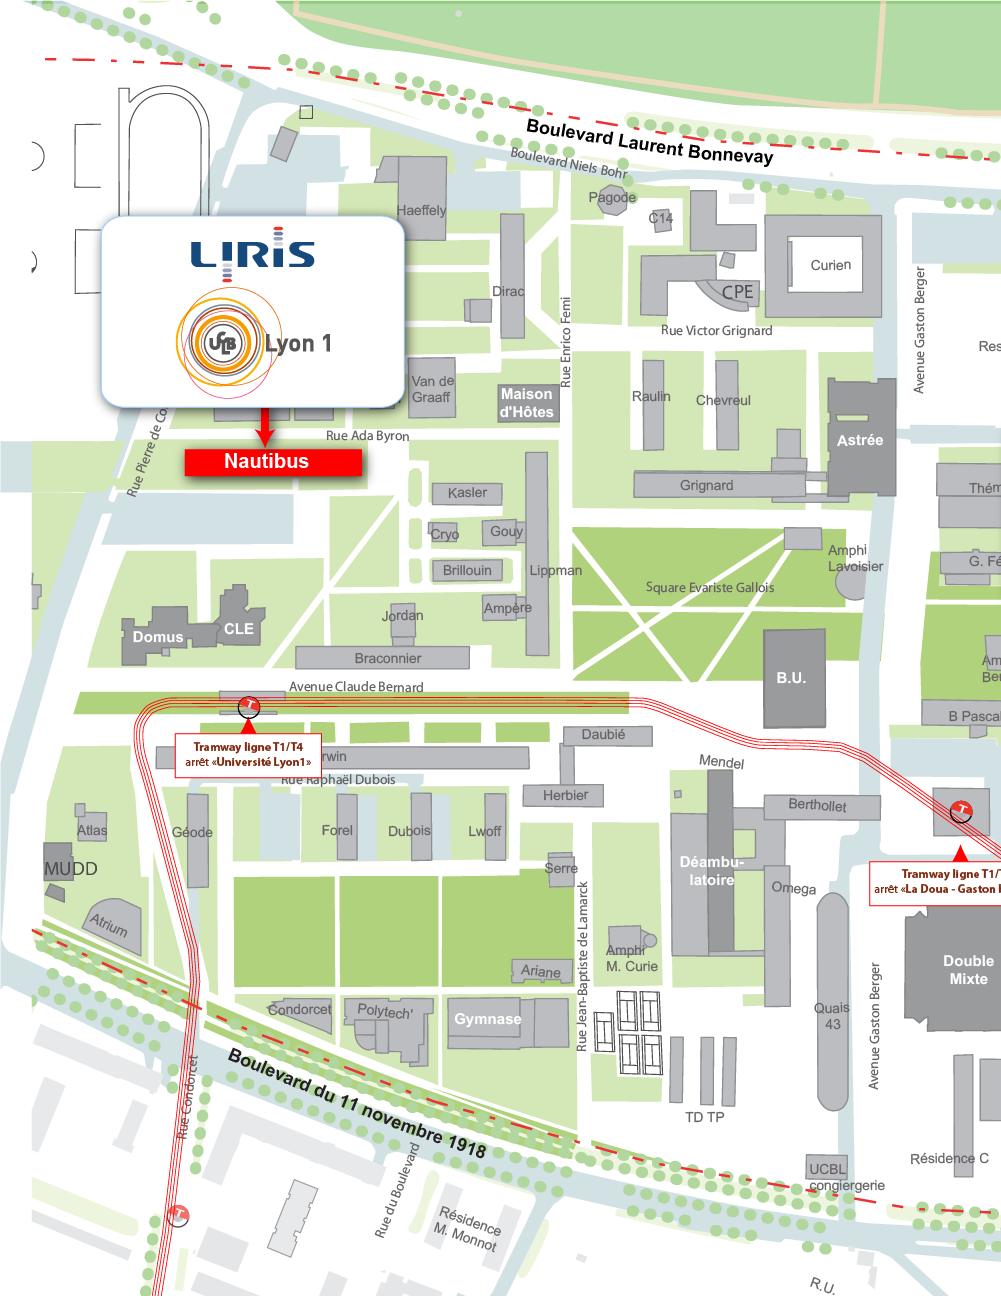 Boulevard Laurent Bonnevay
Boulevard Niels Bohr
Haeffely
Pagode
C14
LIRIS
UCBL
Lyon 1
Dirac
CPE
Curien
Avenue Gaston Berger
Rue Enrico Femi
Rue Victor Grignard
Res
Van de
Graaff
Maison
d'Hôtes
Raulin
Chevreul
Astrée
Rue Pierre de Co
Rue Ada Byron
Nautibus
Grignard
Thém
Kasler
Cryo
Gouy
Brillouin
Lippman
Amphi
Lavoisier
G. Fé
Square Evariste Gallois
Ampère
Jordan
Domus
CLE
Braconnier
Am
Beu
B.U.
Avenue Claude Bernard
B Pascal
T
Tramway ligne T1/T4
arrêt «Université Lyon1»
rwin
Daubié
Mendel
Rue Raphaël Dubois
Herbier
Berthollet
T
Atlas
Géode
Forel
Dubois
Lwoff
MUDD
Serre
Déambu-
latoire
Omega
Tramway ligne T1/T
arrêt «La Doua - Gaston
Atrium
Rue Jean-Baptiste de Lamarck
Amphi
M. Curie
Ariane
Double
Mixte
Condorcet
Polytech'
Gymnase
Quais
43
Avenue Gaston Berger
Rue Condorcet
Boulevard du 11 novembre 1918
TD TP
Résidence C
UCBL
congiergerie
Rue du Boulevard
T
Résidence
M. Monnot
R.U.